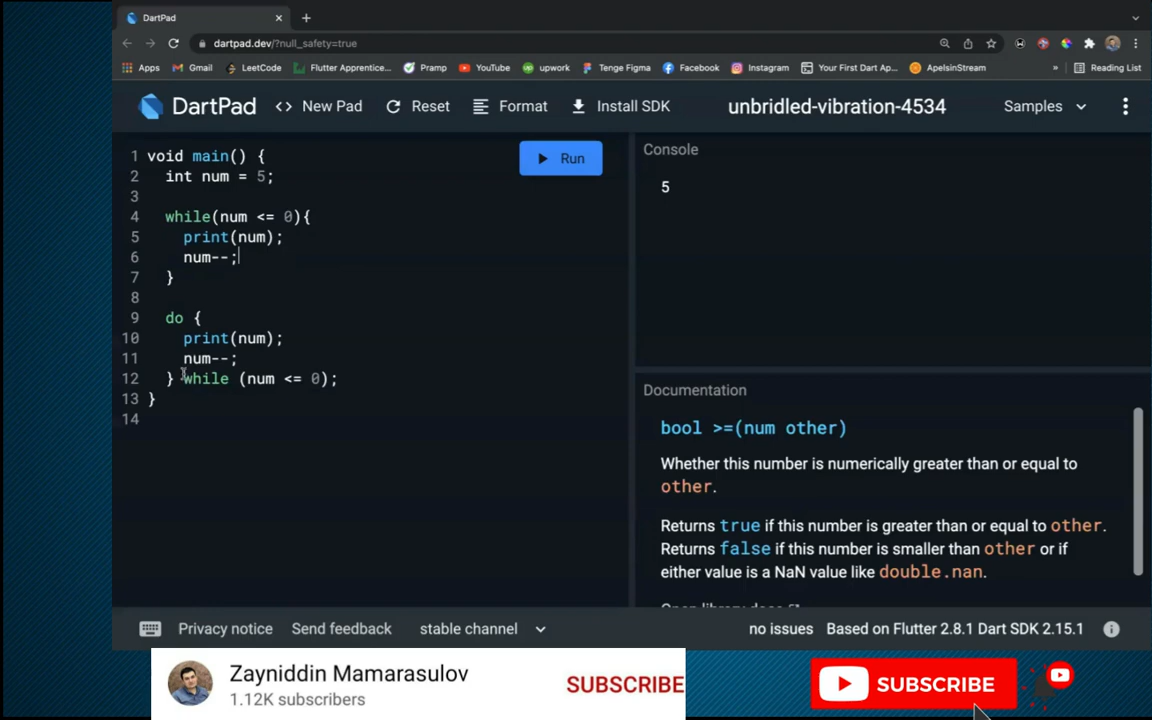 DartPad
dartpad.dev/?null_safety=true
Apps Gmail LeetCode Flutter Apprentice... Pramp YouTube upwork Tenge Figma Facebook Instagram Your First Dart Ap... ApelsinStream » Reading List
DartPad <> New Pad Reset Format Install SDK unbridled-vibration-4534 Samples
Run
1 void main() {
2 int num = 5;
3
4 while(num <= 0){
5 print(num);
6 num--;
7 }
8
9 do {
10 print(num);
11 num--;
12 } while (num <= 0);
13 }
14
Console
5
Documentation
bool >=(num other)
Whether this number is numerically greater than or equal to
other.
Returns true if this number is greater than or equal to other.
Returns false if this number is smaller than other or if
either value is a NaN value like double.nan.
Privacy notice Send feedback stable channel no issues Based on Flutter 2.8.1 Dart SDK 2.15.1
Zayniddin Mamarasulov
1.12K subscribers
SUBSCRIBE
SUBSCRIBE